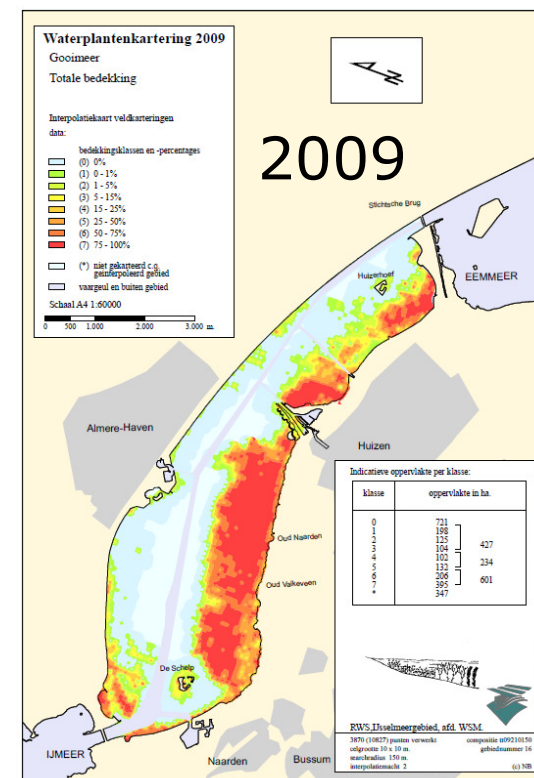 Waterplantenkartering 2009
Gooimeer
Totale bedekking
Interpolatiekaart veldkarteringen
data:
bedekkingsklassen en -percentages
(0) 0%
(1) 0 - 1%
(2) 1 - 5%
(3) 5 - 15%
(4) 15 - 25%
(5) 25 - 50%
(6) 50 - 75%
(7) 75 - 100%
(*) niet gekarteerd c.q.
geinterpoleerd gebied
vaargeul en buiten gebied
Schaal A4 1:60000
0 500 1.000 2.000 3.000 m.
N
2009
Stichtsche Brug
Huizerhoef
EEMMEER
Almere-Haven
Huizen
Oud Naarden
Oud Valkeveen
De Schelp
IJMEER
Naarden
Bussum
Indicatieve oppervlakte per klasse:
klasse oppervlakte in ha.
0 721
1 198
2 125 427
3 104
4 102 234
5 132
6 206 601
7 395
* 347
RWS,IJsselmeergebied, afd. WSM.
3870 (10827) punten verwerkt compositie tt09210150
celgrootte 10 x 10 m. gebiednummer 16
searchradius 150 m.
interpolatiemacht 2 (c) NB